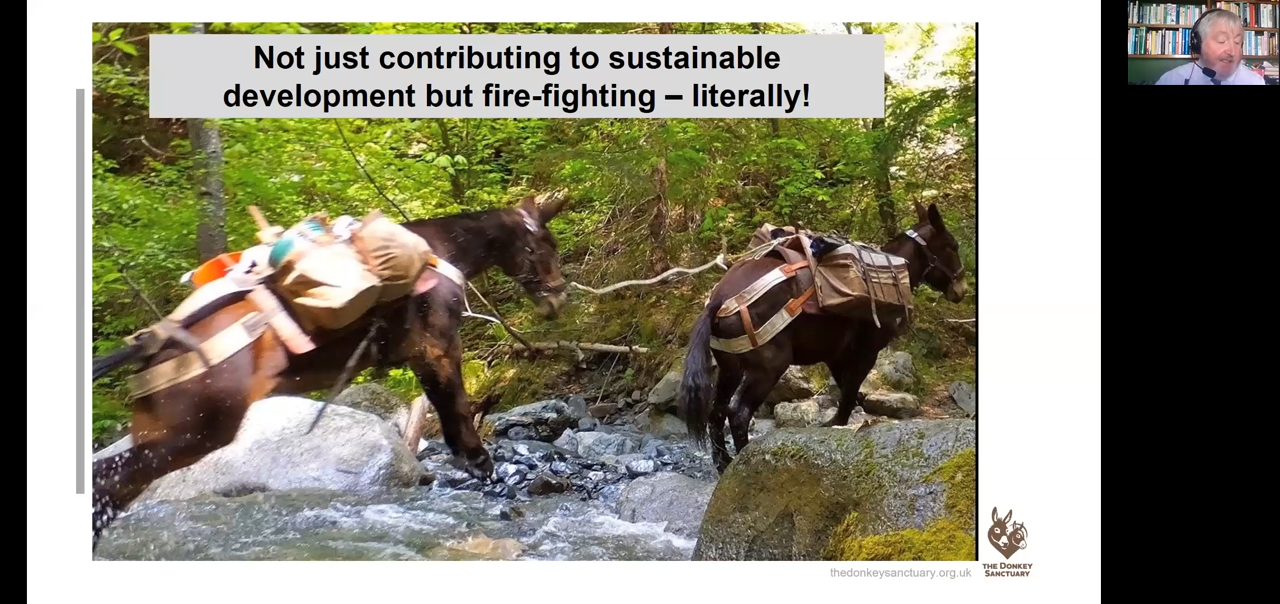 Not just contributing to sustainable
development but fire-fighting – literally!
thedonkeysanctuary.org.uk
THE DONKEY
SANCTUARY